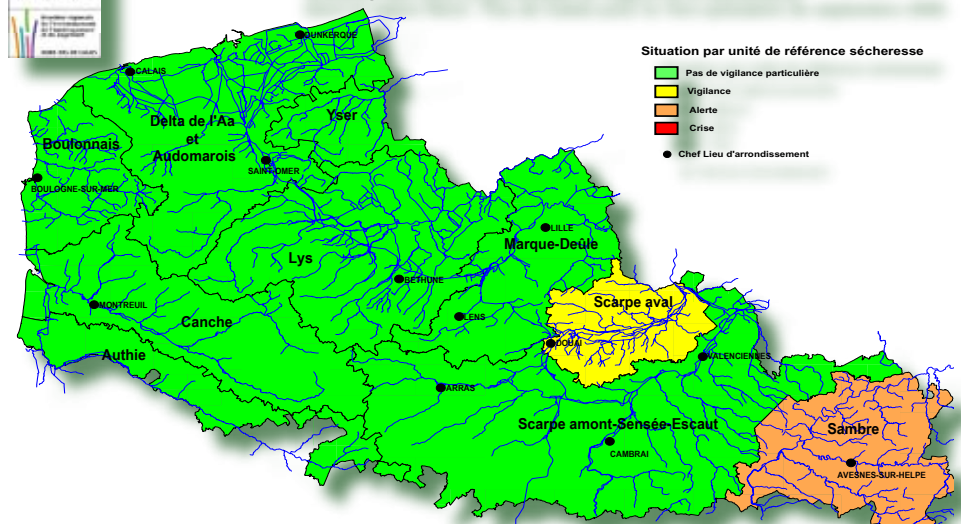 DUNKERQUE
CALAIS
Situation par unité de référence sécheresse
Pas de vigilance particulière
Vigilance
Alerte
Crise
Chef Lieu d'arrondissement
Delta de l'Aa
et
Audomarois
Yser
Boulonnais
SAINT-OMER
BOULOGNE-SUR-MER
LILLE
Marque-Deûle
Lys
BETHUNE
Scarpe aval
MONTREUIL
LENS
Canche
DOUAI
Authie
VALENCIENNES
ARRAS
Scarpe amont-Sensée-Escaut
Sambre
CAMBRAI
AVESNES-SUR-HELPE